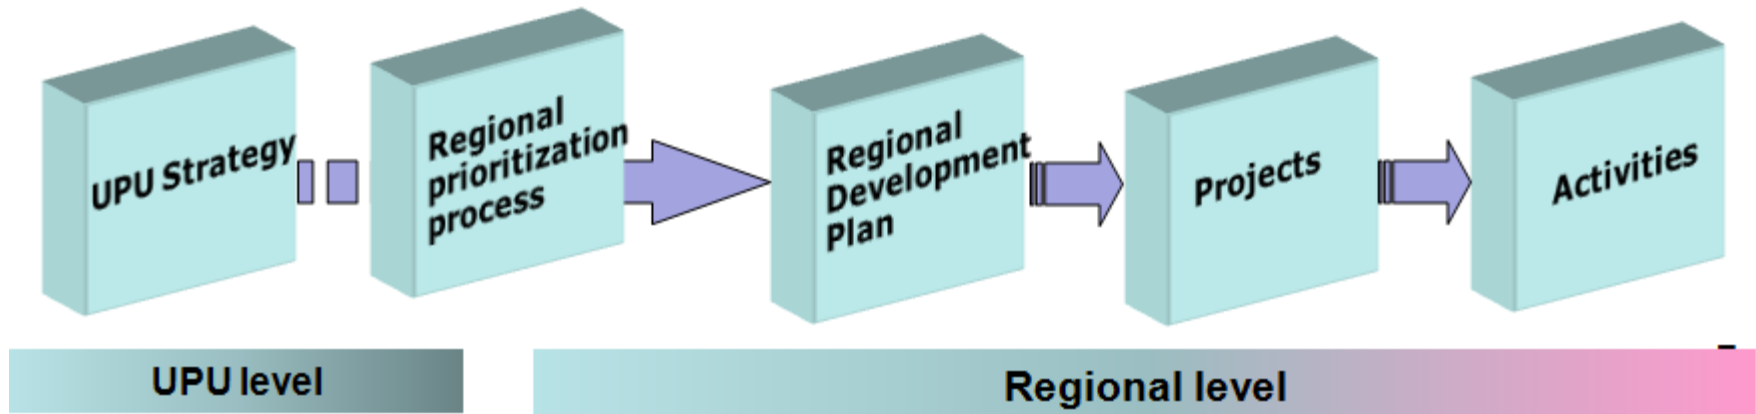 UPU Strategy
Regional
prioritization
process
Regional
Development
Plan
Projects
Activities
UPU level
Regional level